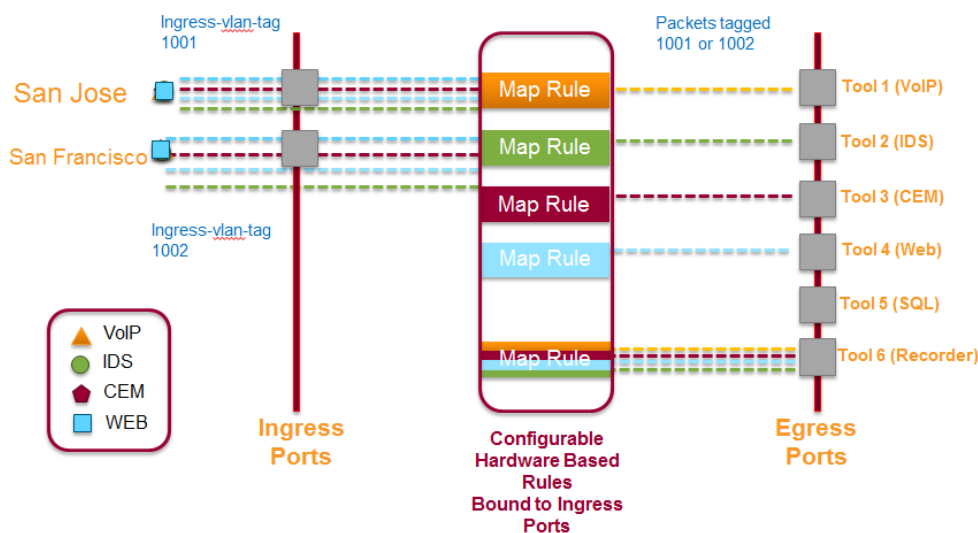 Ingress-vlan-tag
1001
Packets tagged
1001 or 1002
San Jose
Map Rule
Tool 1 (VoIP)
San Francisco
Map Rule
Tool 2 (IDS)
Map Rule
Tool 3 (CEM)
Ingress-vlan-tag
1002
Map Rule
Tool 4 (Web)
Tool 5 (SQL)
VoIP
IDS
CEM
WEB
Map Rule
Tool 6 (Recorder)
Ingress
Ports
Configurable
Hardware Based
Rules
Bound to Ingress
Ports
Egress
Ports